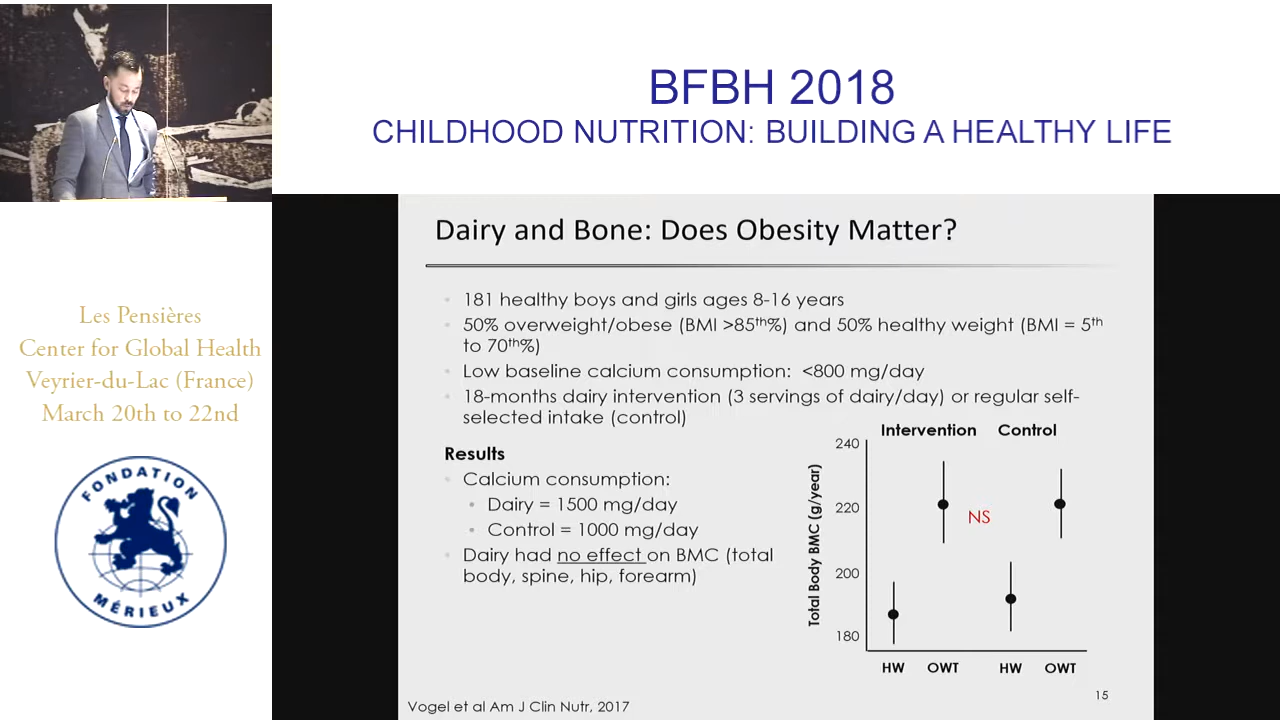 BFBH 2018
CHILDHOOD NUTRITION: BUILDING A HEALTHY LIFE
Les Pensières
Center for Global Health
Veyrier-du-Lac (France)
March 20th to 22nd
FONDATION
MÉRIEUX
Dairy and Bone: Does Obesity Matter?
181 healthy boys and girls ages 8-16 years
50% overweight/obese (BMI >85th%) and 50% healthy weight (BMI = 5th
to 70th%)
Low baseline calcium consumption: <800 mg/day
18-months dairy intervention (3 servings of dairy/day) or regular self-
selected intake (control)
Results
Calcium consumption:
Dairy = 1500 mg/day
Control = 1000 mg/day
Dairy had no effect on BMC (total
body, spine, hip, forearm)
Intervention Control
Total Body BMC (g/year)
240
220
200
180
NS
HW OWT HW OWT
15
Vogel et al Am J Clin Nutr, 2017